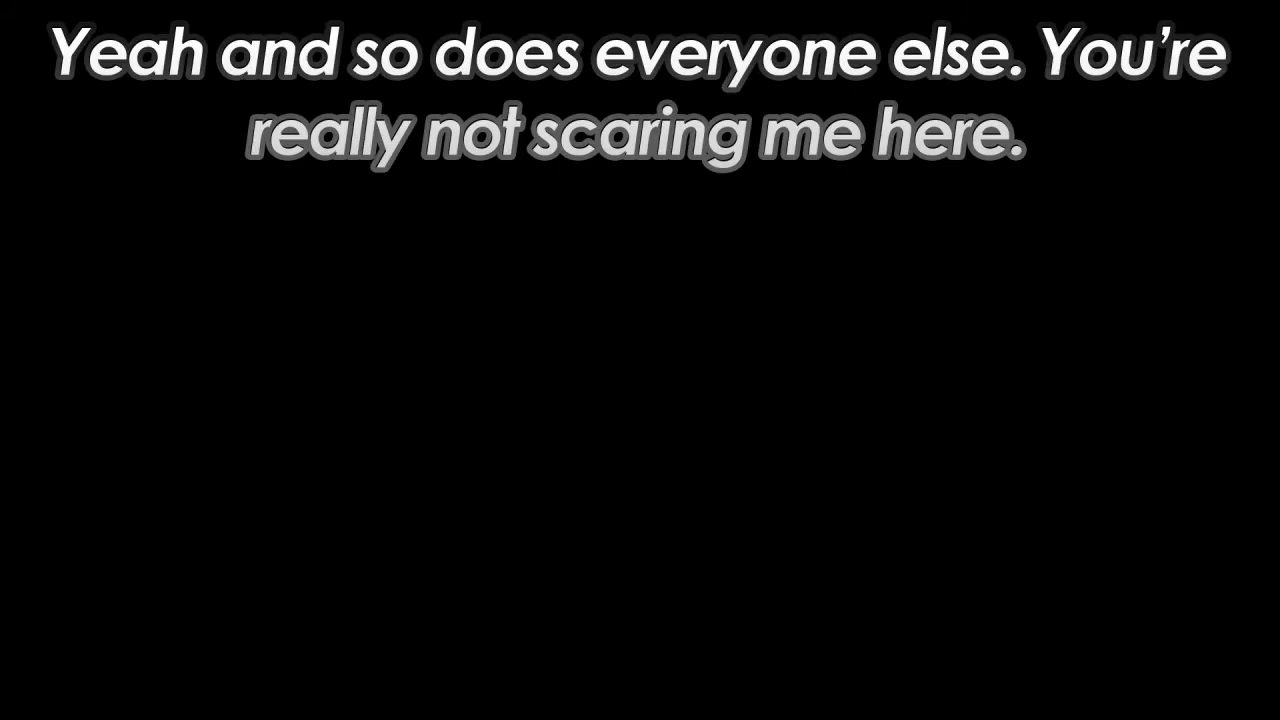 Yeah and so does everyone else. You’re
really not scaring me here.